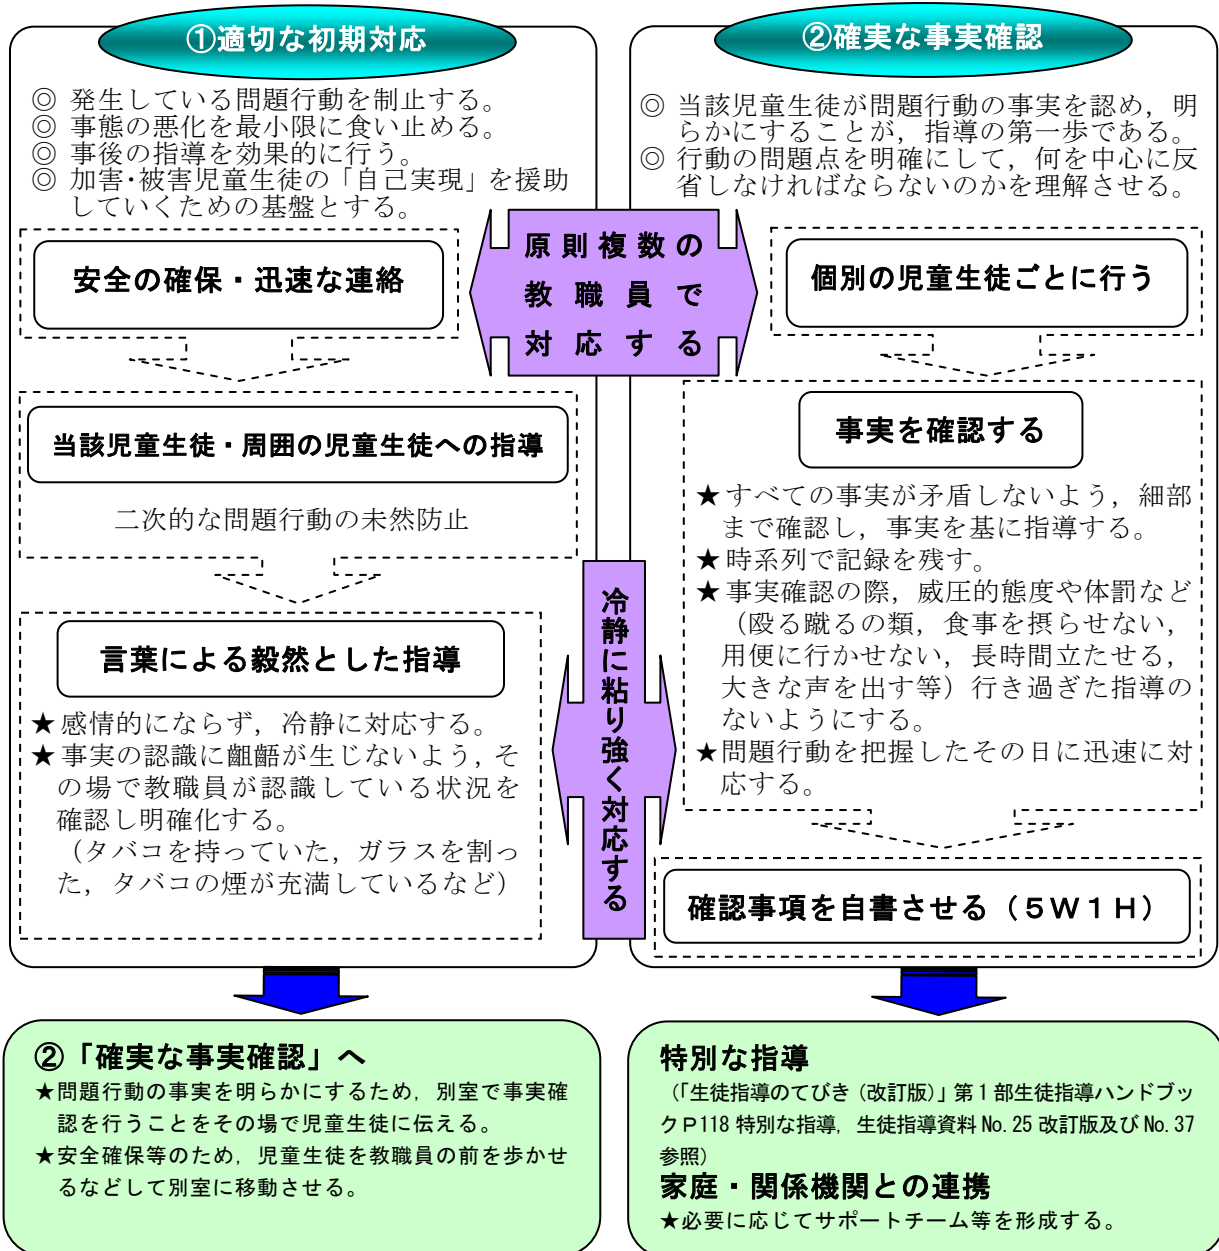 ①適切な初期対応
◎ 発生している問題行動を制止する。
◎ 事態の悪化を最小限に食い止める。
◎ 事後の指導を効果的に行う。
◎ 加害・被害児童生徒の「自己実現」を援助
していくための基盤とする。
安全の確保・迅速な連絡
当該児童生徒・周囲の児童生徒への指導
二次的な問題行動の未然防止
言葉による毅然とした指導
★感情的にならず，冷静に対応する。
★事実の認識に齟齬が生じないよう，そ
の場で教職員が認識している状況を
確認し明確化する。
（タバコを持っていた，ガラスを割っ
た，タバコの煙が充満しているなど）
原則複数の
教職員で
対応する
冷静に粘り強く対応する
②確実な事実確認
◎ 当該児童生徒が問題行動の事実を認め，明
らかにすることが，指導の第一歩である。
◎ 行動の問題点を明確にして，何を中心に反
省しなければならないのかを理解させる。
個別の児童生徒ごとに行う
事実を確認する
★すべての事実が矛盾しないよう，細部
まで確認し，事実を基に指導する。
★時系列で記録を残す。
★事実確認の際，威圧的態度や体罰など
（殴る蹴るの類，食事を摂らせない，
用便に行かせない，長時間立たせる，
大きな声を出す等）行き過ぎた指導の
ないようにする。
★問題行動を把握したその日に迅速に対
応する。
確認事項を自書させる（５Ｗ１Ｈ）
②「確実な事実確認」へ
★問題行動の事実を明らかにするため，別室で事実確
認を行うことをその場で児童生徒に伝える。
★安全確保等のため，児童生徒を教職員の前を歩かせ
るなどして別室に移動させる。
特別な指導
（「生徒指導のてびき（改訂版）」第１部生徒指導ハンドブッ
クＰ118 特別な指導，生徒指導資料 No.25 改訂版及び No.37
参照）
家庭・関係機関との連携
★必要に応じてサポートチーム等を形成する。